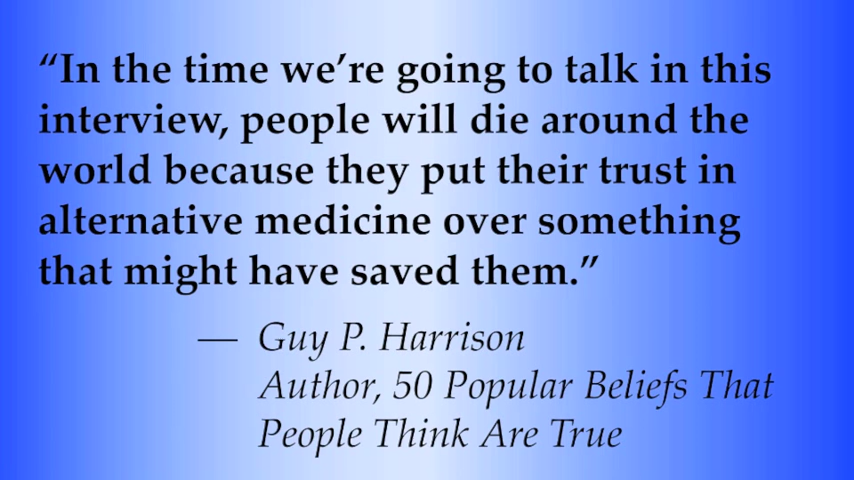 “In the time we’re going to talk in this
interview, people will die around the
world because they put their trust in
alternative medicine over something
that might have saved them.”
— Guy P. Harrison
Author, 50 Popular Beliefs That
People Think Are True